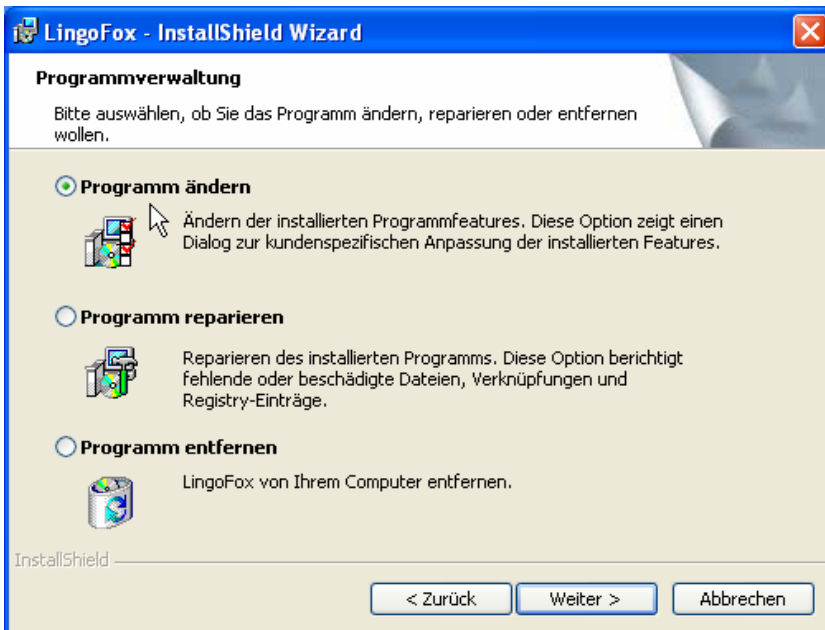 LingoFox - InstallShield Wizard
Programmverwaltung
Bitte auswählen, ob Sie das Programm ändern, reparieren oder entfernen
wollen.
Programm ändern
Ändern der installierten Programmfeatures. Diese Option zeigt einen
Dialog zur kundenspezifischen Anpassung der installierten Features.
Programm reparieren
Reparieren des installierten Programms. Diese Option berichtigt
fehlende oder beschädigte Dateien, Verknüpfungen und
Registry-Einträge.
Programm entfernen
LingoFox von Ihrem Computer entfernen.
InstallShield
< Zurück
Weiter >
Abbrechen